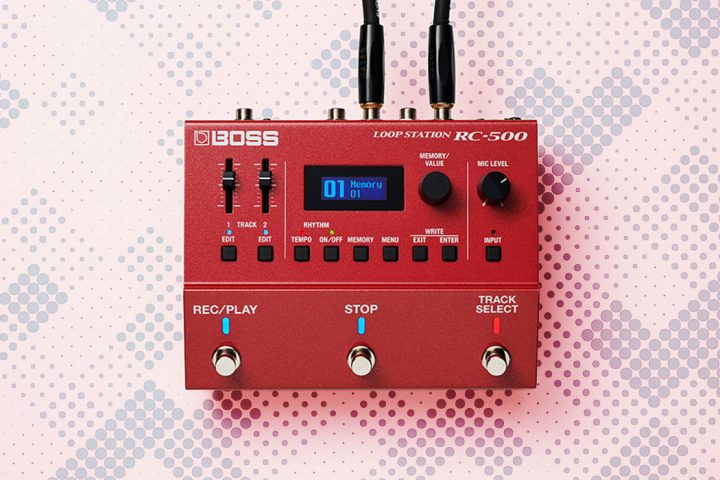 BOSS
LOOP STATION RC-500
MEMORY/
VALUE
MIC LEVEL
01 Memory
01
1 TRACK 2
EDIT EDIT
RHYTHM
TEMPO ON/OFF MEMORY MENU
WRITE
EXIT ENTER
INPUT
REC/PLAY
STOP
TRACK
SELECT